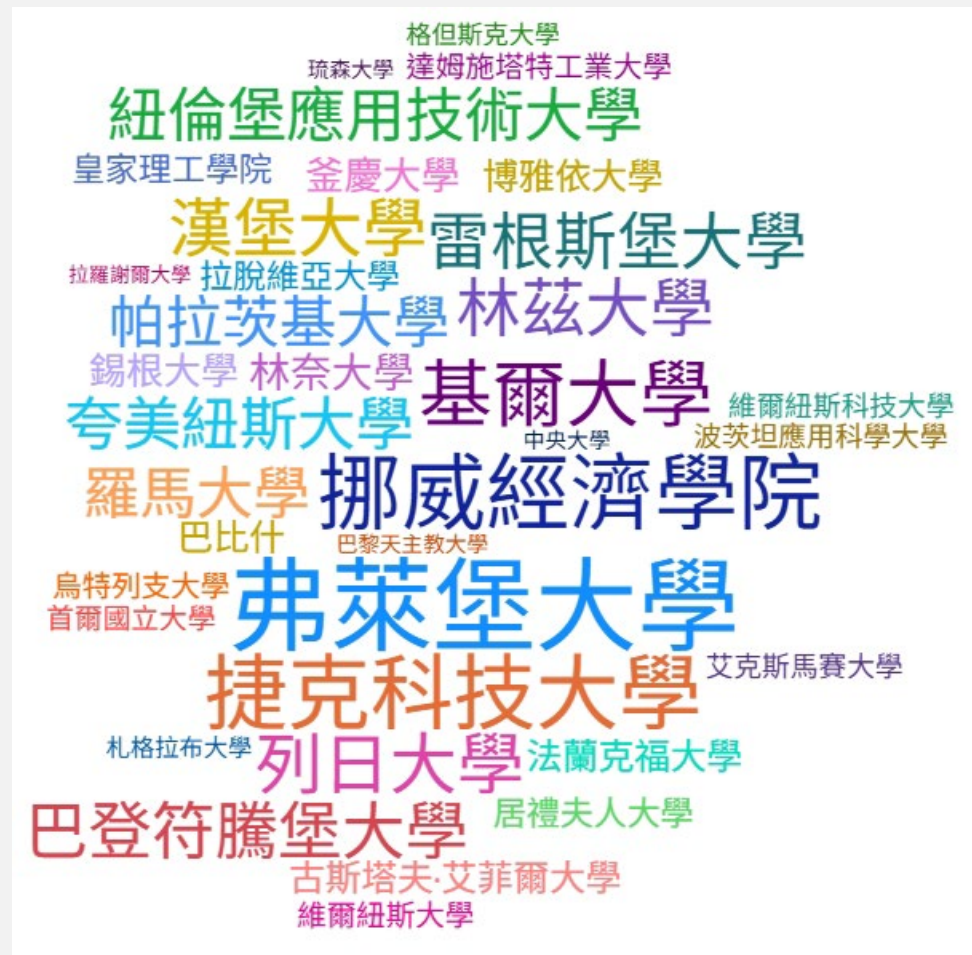 格但斯克大學
琉森大學 達姆施塔特工業大學
紐倫堡應用技術大學
皇家理工學院 釜慶大學 博雅依大學
漢堡大學 雷根斯堡大學
拉羅謝爾大學 拉脫維亞大學
帕拉茨基大學 林茲大學
錫根大學 林奈大學 基爾大學
夸美紐斯大學 維爾紐斯科技大學
中央大學 波茨坦應用科學大學
羅馬大學 挪威經濟學院
巴比什 巴黎天主教大學
烏特列支大學 弗萊堡大學
首爾國立大學
捷克科技大學 艾克斯馬賽大學
札格拉布大學 列日大學 法蘭克福大學
巴登符騰堡大學 居禮夫人大學
古斯塔夫·艾菲爾大學
維爾紐斯大學